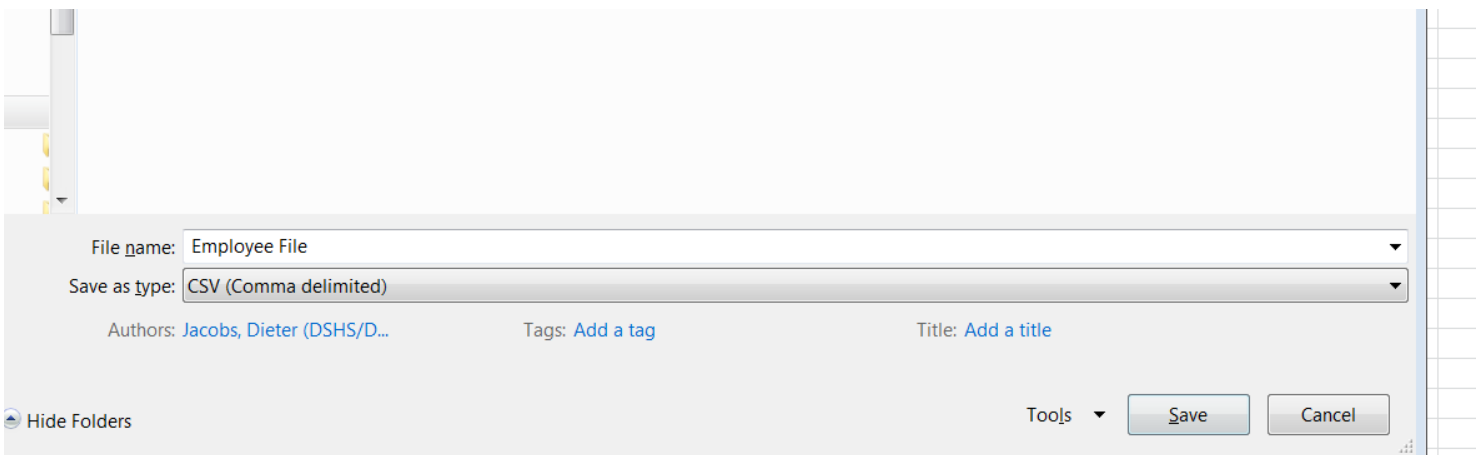 File name: Employee File
Save as type: CSV (Comma delimited)
Authors: Jacobs, Dieter (DSHS/D... Tags: Add a tag Title: Add a title
Hide Folders Tools Save Cancel